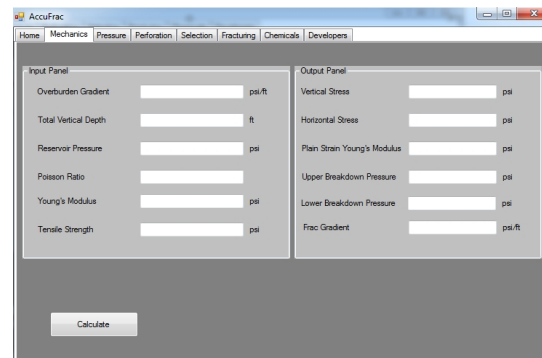 AccuFrac
Home Mechanics Pressure Perforation Selection Fracturing Chemicals Developers
Input Panel
Overburden Gradient psi/ft
Total Vertical Depth ft
Reservoir Pressure psi
Poisson Ratio
Young's Modulus psi
Tensile Strength psi
Output Panel
Vertical Stress psi
Horizontal Stress psi
Plain Strain Young's Modulus psi
Upper Breakdown Pressure psi
Lower Breakdown Pressure psi
Frac Gradient psi/ft
Calculate